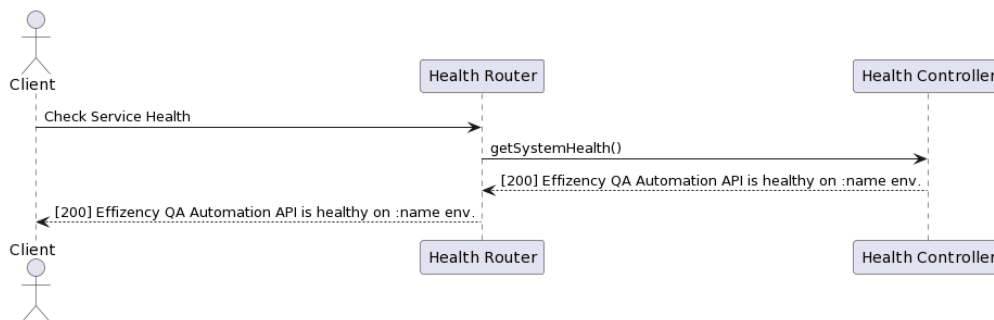 Client
Health Router
Health Controller
Check Service Health
getSystemHealth()
[200] Effizency QA Automation API is healthy on :name env.
[200] Effizency QA Automation API is healthy on :name env.
Client
Health Router
Health Controller